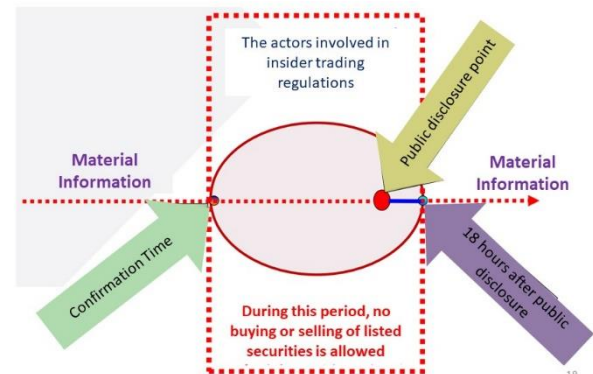 The actors involved in
insider trading
regulations
Public disclosure point
Material
Information
Material
Information
Confirmation Time
18 hours after public
disclosure
During this period, no
buying or selling of listed
securities is allowed